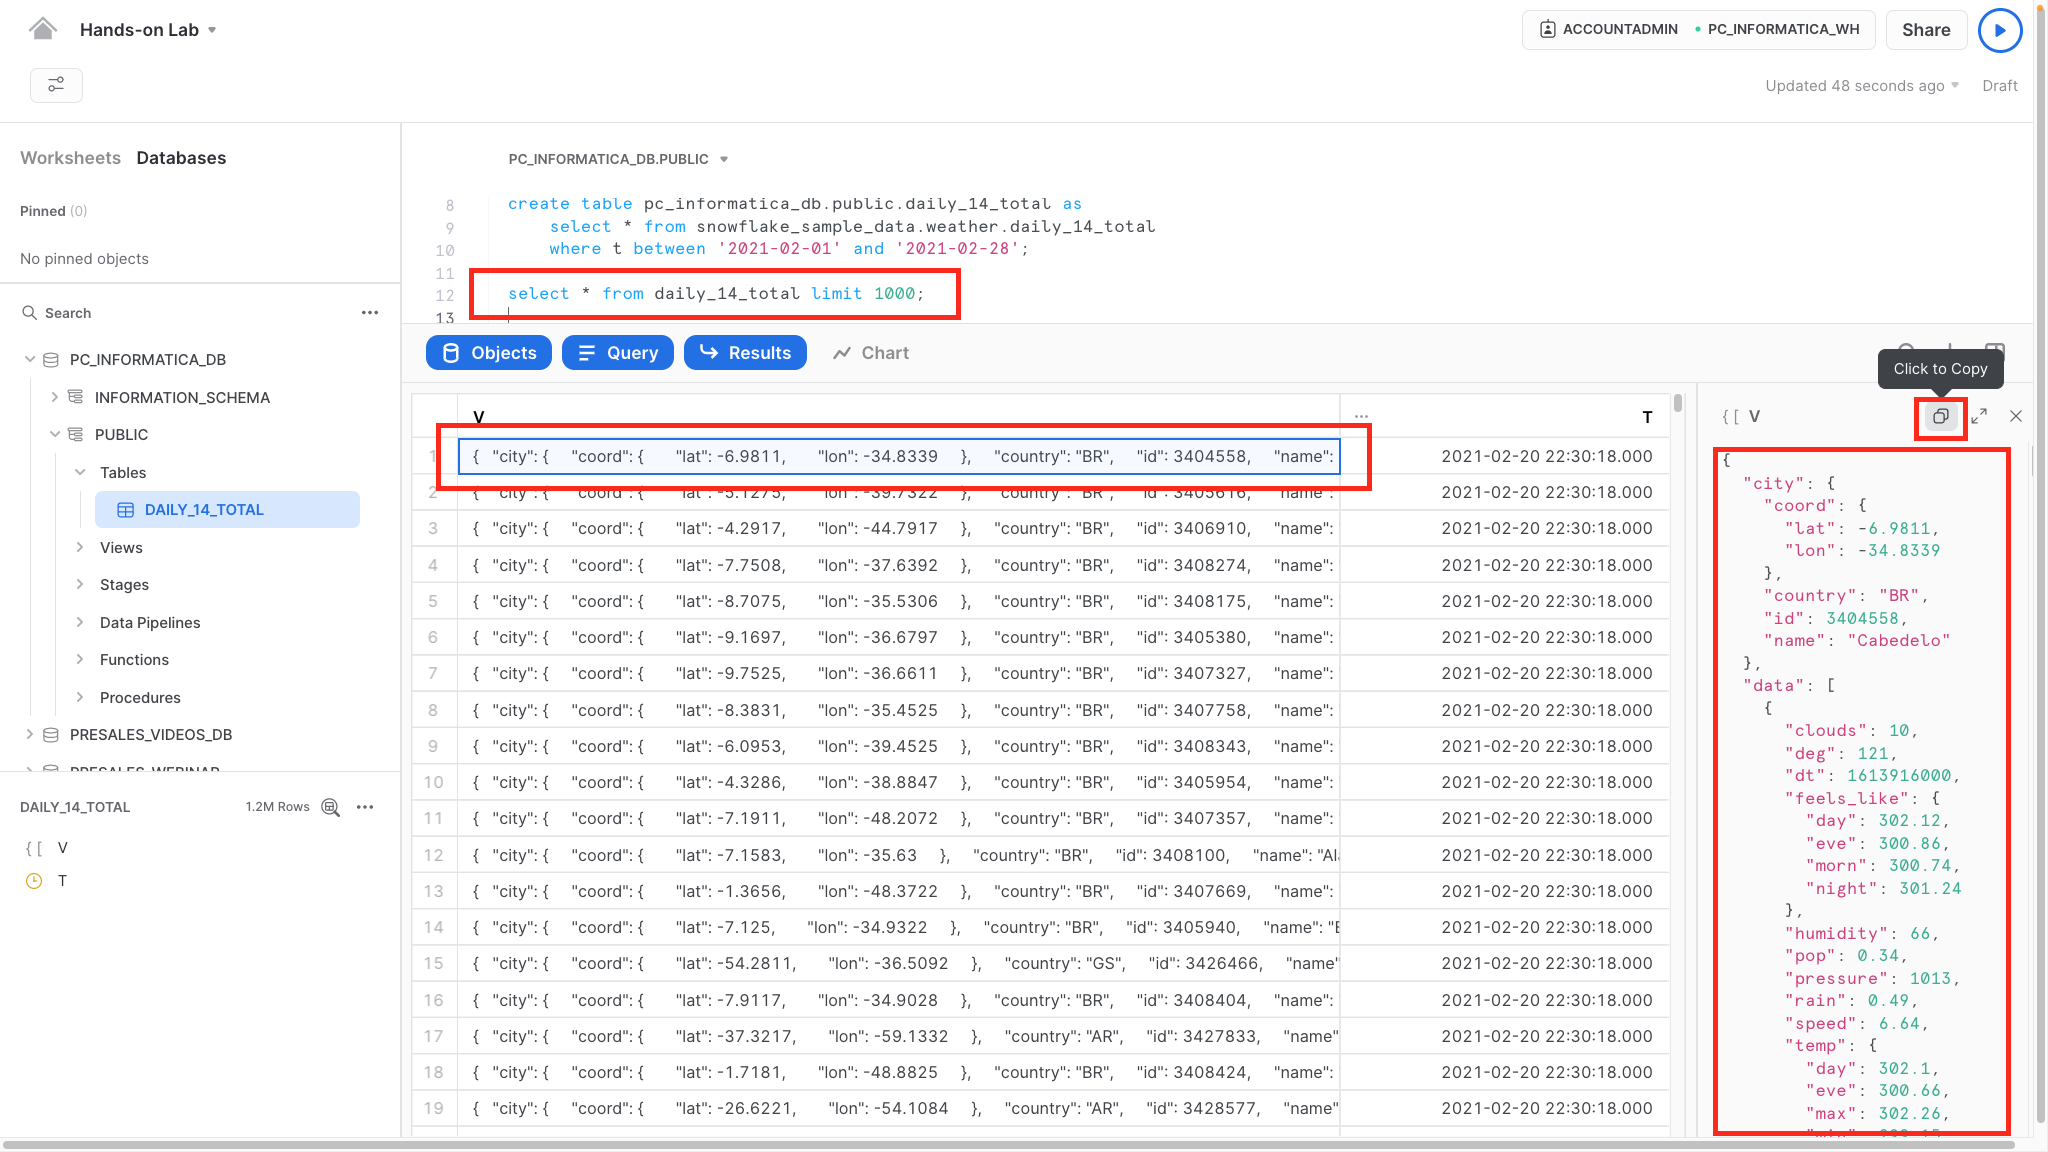 Hands-on Lab
ACCOUNTADMIN PC_INFORMATICA_WH Share
Updated 48 seconds ago Draft
Worksheets Databases
Pinned (0)
No pinned objects
Search
PC_INFORMATICA_DB
INFORMATION_SCHEMA
PUBLIC
Tables
DAILY_14_TOTAL
Views
Stages
Data Pipelines
Functions
Procedures
PRESALES_VIDEOS_DB
PRESALES_WEBINAR
DAILY_14_TOTAL 1.2M Rows
{ [ V
T
PC_INFORMATICA_DB.PUBLIC
8 create table pc_informatica_db.public.daily_14_total as
9 select * from snowflake_sample_data.weather.daily_14_total
10 where t between '2021-02-01' and '2021-02-28';
11
12 select * from daily_14_total limit 1000;
13
Objects Query Results Chart
Click to Copy
V ... T
1 { "city": { "coord": { "lat": -6.9811, "lon": -34.8339 }, "country": "BR", "id": 3404558, "name": 2021-02-20 22:30:18.000
2 { "city": { "coord": { "lat": -5.1275, "lon": -39.7322 }, "country": "BR", "id": 3405616, "name": 2021-02-20 22:30:18.000
3 { "city": { "coord": { "lat": -4.2917, "lon": -44.7917 }, "country": "BR", "id": 3406910, "name": 2021-02-20 22:30:18.000
4 { "city": { "coord": { "lat": -7.7508, "lon": -37.6392 }, "country": "BR", "id": 3408274, "name": 2021-02-20 22:30:18.000
5 { "city": { "coord": { "lat": -8.7075, "lon": -35.5306 }, "country": "BR", "id": 3408175, "name": 2021-02-20 22:30:18.000
6 { "city": { "coord": { "lat": -9.1697, "lon": -36.6797 }, "country": "BR", "id": 3405380, "name": 2021-02-20 22:30:18.000
7 { "city": { "coord": { "lat": -9.7525, "lon": -36.6611 }, "country": "BR", "id": 3407327, "name": 2021-02-20 22:30:18.000
8 { "city": { "coord": { "lat": -8.3831, "lon": -35.4525 }, "country": "BR", "id": 3407758, "name": 2021-02-20 22:30:18.000
9 { "city": { "coord": { "lat": -6.0953, "lon": -39.4525 }, "country": "BR", "id": 3408343, "name": 2021-02-20 22:30:18.000
10 { "city": { "coord": { "lat": -4.3286, "lon": -38.8847 }, "country": "BR", "id": 3405954, "name": 2021-02-20 22:30:18.000
11 { "city": { "coord": { "lat": -7.1911, "lon": -48.2072 }, "country": "BR", "id": 3407357, "name": 2021-02-20 22:30:18.000
12 { "city": { "coord": { "lat": -7.1583, "lon": -35.63 }, "country": "BR", "id": 3408100, "name": "Al 2021-02-20 22:30:18.000
13 { "city": { "coord": { "lat": -1.3656, "lon": -48.3722 }, "country": "BR", "id": 3407669, "name": 2021-02-20 22:30:18.000
14 { "city": { "coord": { "lat": -7.125, "lon": -34.9322 }, "country": "BR", "id": 3405940, "name": " 2021-02-20 22:30:18.000
15 { "city": { "coord": { "lat": -54.2811, "lon": -36.5092 }, "country": "GS", "id": 3426466, "name" 2021-02-20 22:30:18.000
16 { "city": { "coord": { "lat": -7.9117, "lon": -34.9028 }, "country": "BR", "id": 3408404, "name": 2021-02-20 22:30:18.000
17 { "city": { "coord": { "lat": -37.3217, "lon": -59.1332 }, "country": "AR", "id": 3427833, "name" 2021-02-20 22:30:18.000
18 { "city": { "coord": { "lat": -1.7181, "lon": -48.8825 }, "country": "BR", "id": 3408424, "name": 2021-02-20 22:30:18.000
19 { "city": { "coord": { "lat": -26.6221, "lon": -54.1084 }, "country": "AR", "id": 3428577, "name" 2021-02-20 22:30:18.000
{ [ V
{
"city": {
"coord": {
"lat": -6.9811,
"lon": -34.8339
},
"country": "BR",
"id": 3404558,
"name": "Cabedelo"
},
"data": [
{
"clouds": 10,
"deg": 121,
"dt": 1613916000,
"feels_like": {
"day": 302.12,
"eve": 300.86,
"morn": 300.74,
"night": 301.24
},
"humidity": 66,
"pop": 0.34,
"pressure": 1013,
"rain": 0.49,
"speed": 6.64,
"temp": {
"day": 302.1,
"eve": 300.66,
"max": 302.26,